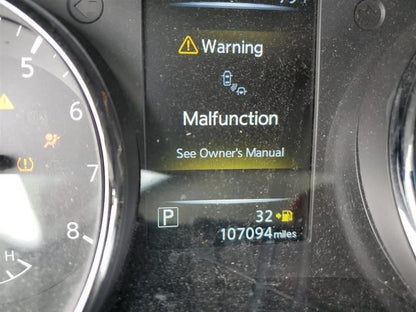 5
Warning
6
Malfunction
See Owner's Manual
7
P 32
8 107094 miles
H